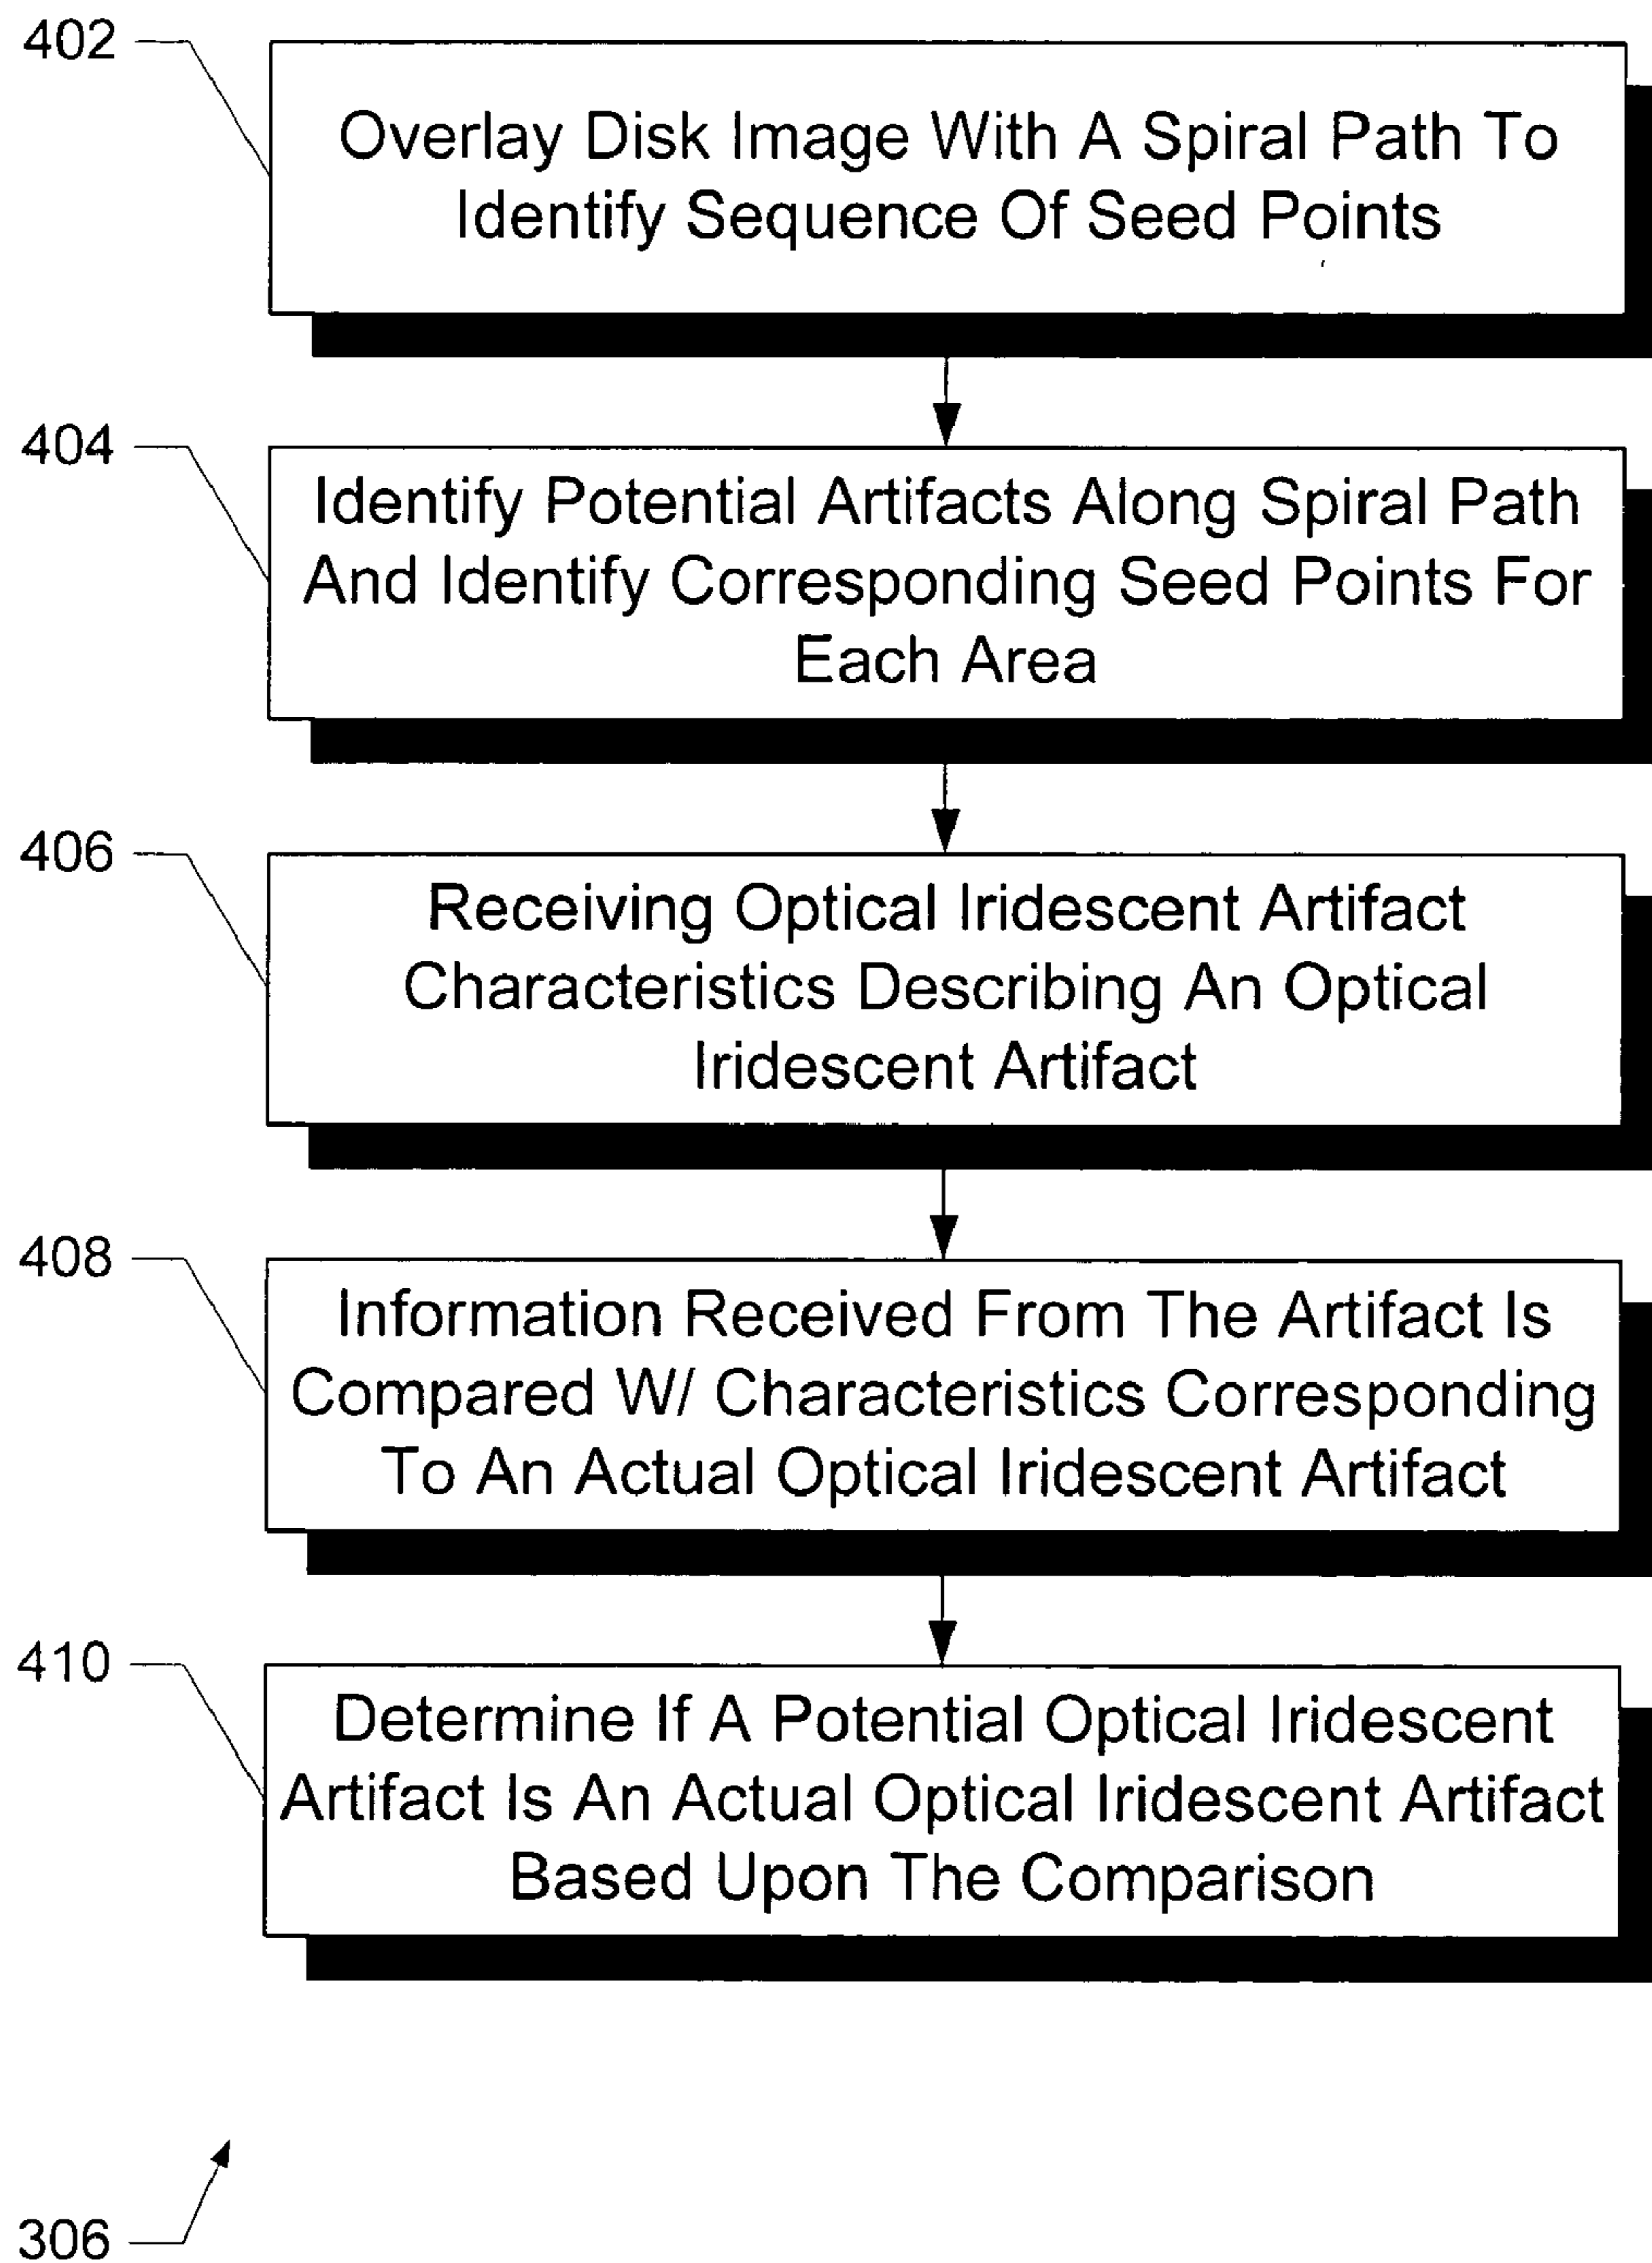 402
Overlay Disk Image With A Spiral Path To
Identify Sequence Of Seed Points
404
Identify Potential Artifacts Along Spiral Path
And Identify Corresponding Seed Points For
Each Area
406
Receiving Optical Iridescent Artifact
Characteristics Describing An Optical
Iridescent Artifact
408
Information Received From The Artifact Is
Compared W/ Characteristics Corresponding
To An Actual Optical Iridescent Artifact
410
Determine If A Potential Optical Iridescent
Artifact Is An Actual Optical Iridescent Artifact
Based Upon The Comparison
306